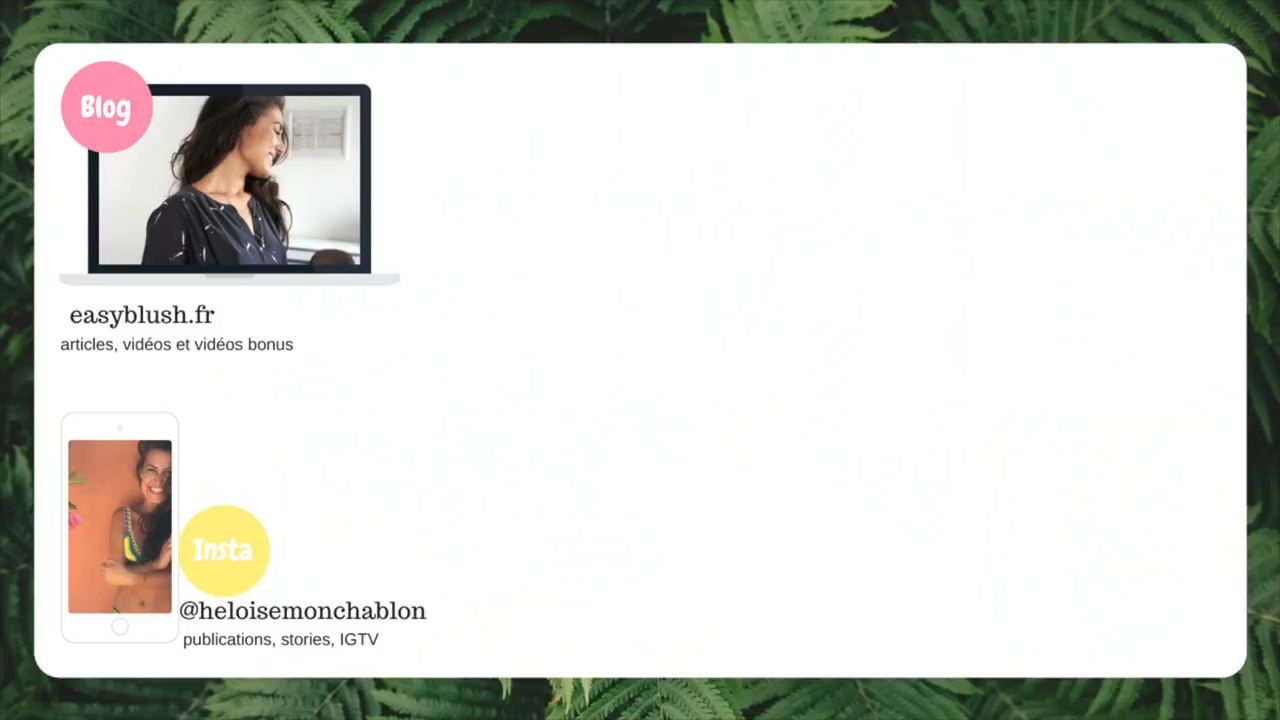 Blog
easyblush.fr
articles, vidéos et vidéos bonus
Insta
@heloisemonchablon
publications, stories, IGTV